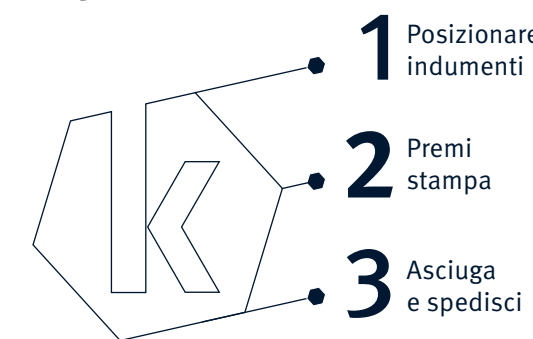 k
1 Posizionare
indumenti
2 Premi
stampa
3 Asciuga
e spedisci